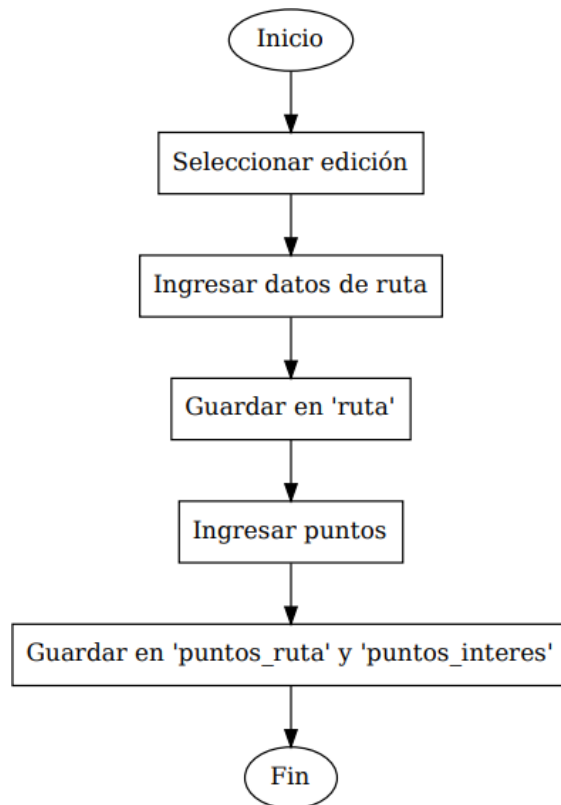 Inicio
Seleccionar edición
Ingresar datos de ruta
Guardar en 'ruta'
Ingresar puntos
Guardar en 'puntos_ruta' y 'puntos_interes'
Fin